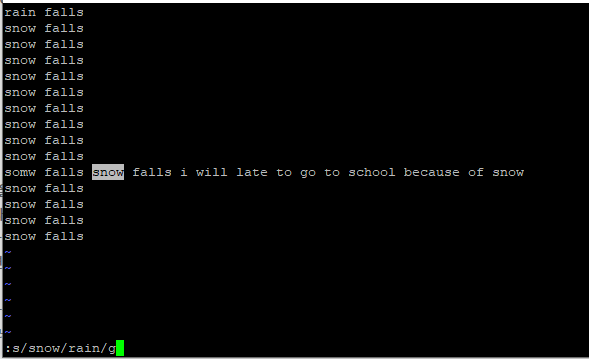 rain falls
snow falls
snow falls
snow falls
snow falls
snow falls
snow falls
snow falls
snow falls
snow falls
somw falls snow falls i will late to go to school because of snow
snow falls
snow falls
snow falls
snow falls
~
~
~
~
~
~
:s/snow/rain/g